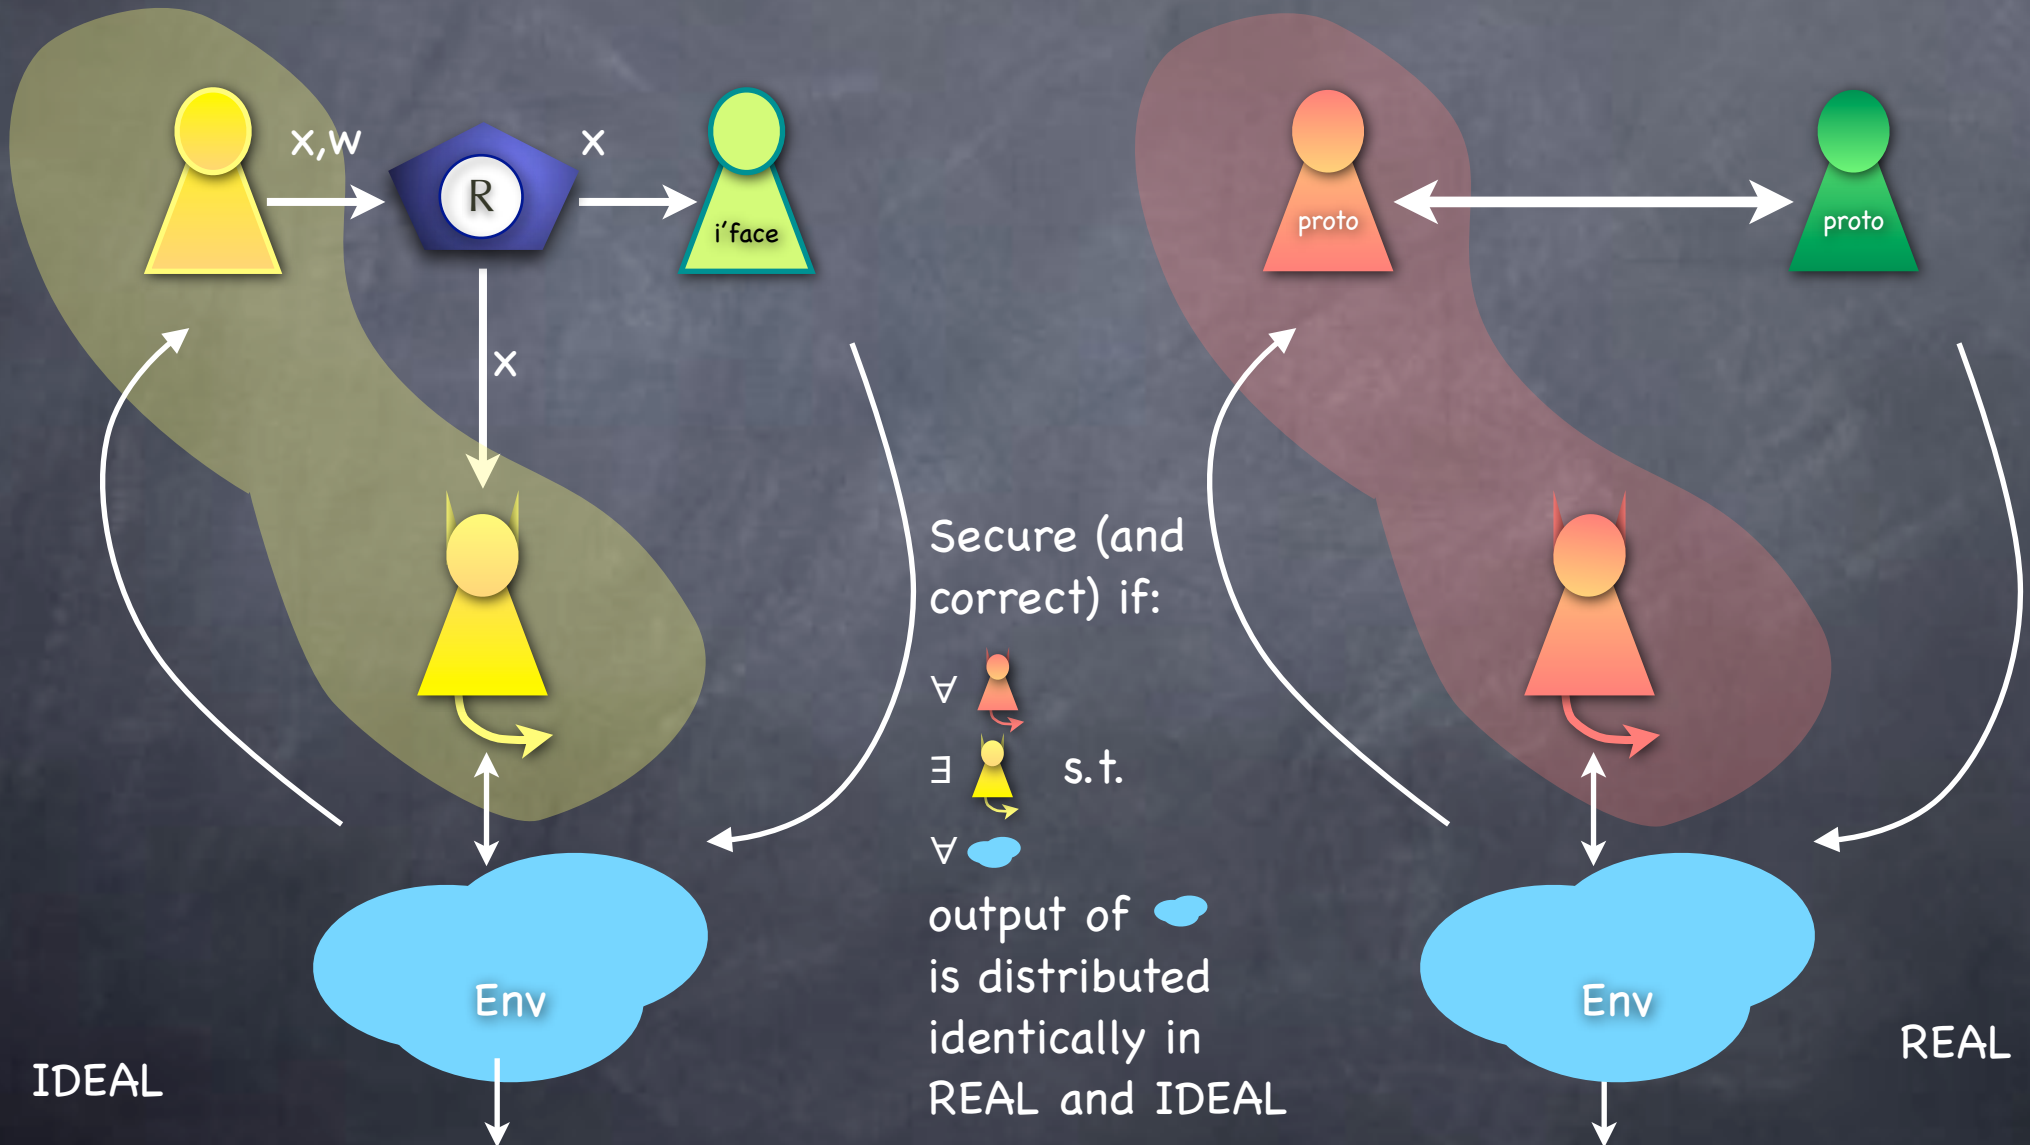 x,w
R
x
i'face
x
proto
proto
Secure (and
correct) if:
∀
∃ s.t.
∀
output of
is distributed
identically in
REAL and IDEAL
Env
IDEAL
Env
REAL